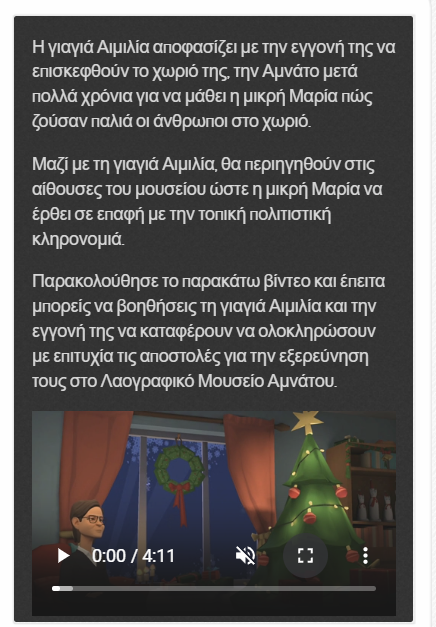 Η γιαγιά Αιμιλία αποφασίζει με την εγγονή της να
επισκεφθούν το χωριό της, την Αμνάτο μετά
πολλά χρόνια για να μάθει η μικρή Μαρία πώς
ζούσαν παλιά οι άνθρωποι στο χωριό.
Μαζί με τη γιαγιά Αιμιλία, θα περιηγηθούν στις
αίθουσες του μουσείου ώστε η μικρή Μαρία να
έρθει σε επαφή με την τοπική πολιτιστική
κληρονομιά.
Παρακολούθησε το παρακάτω βίντεο και έπειτα
μπορείς να βοηθήσεις τη γιαγιά Αιμιλία και την
εγγονή της να καταφέρουν να ολοκληρώσουν
με επιτυχία τις αποστολές για την εξερεύνηση
τους στο Λαογραφικό Μουσείο Αμνάτου.
0:00 / 4:11